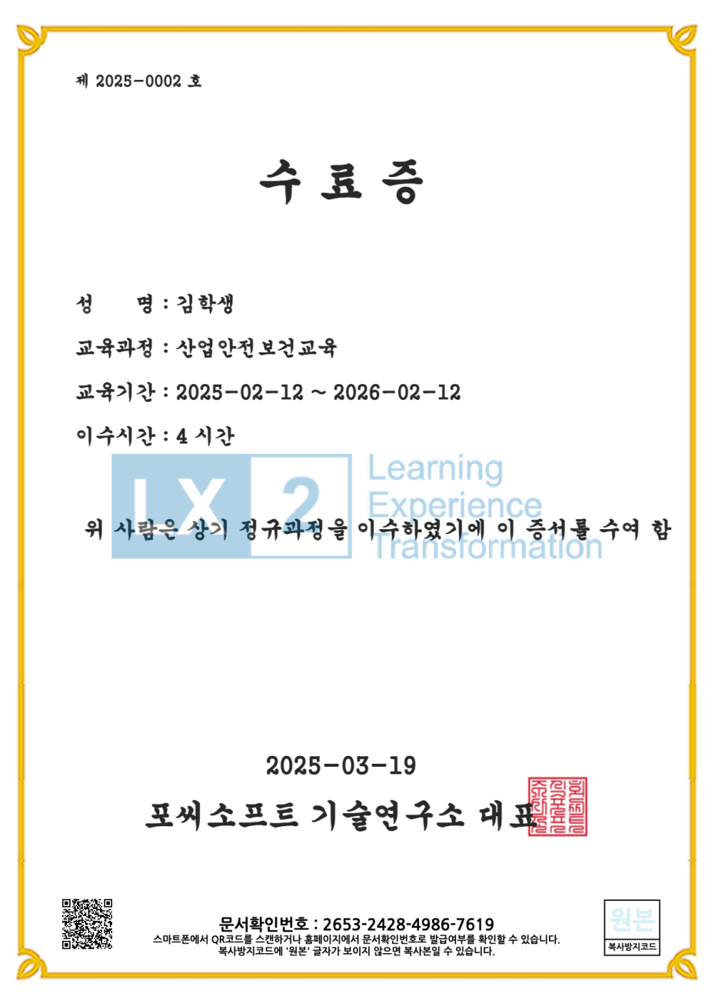 제 2025-0002 호
수 료 증
성 명 : 김학생
교육과정 : 산업안전보건교육
교육기간 : 2025-02-12 ~ 2026-02-12
이수시간 : 4 시간
LX 2 Learning
Experience
Transformation
위 사람은 상기 정규과정을 이수하였기에 이 증서를 수여 함
2025-03-19
포씨소프트 기술연구소 대표
문서확인번호 : 2653-2428-4986-7619
스마트폰에서 QR코드를 스캔하거나 홈페이지에서 문서확인번호로 발급여부를 확인할 수 있습니다.
복사방지코드에 '원본' 글자가 보이지 않으면 복사본일 수 있습니다.
원본
복사방지코드